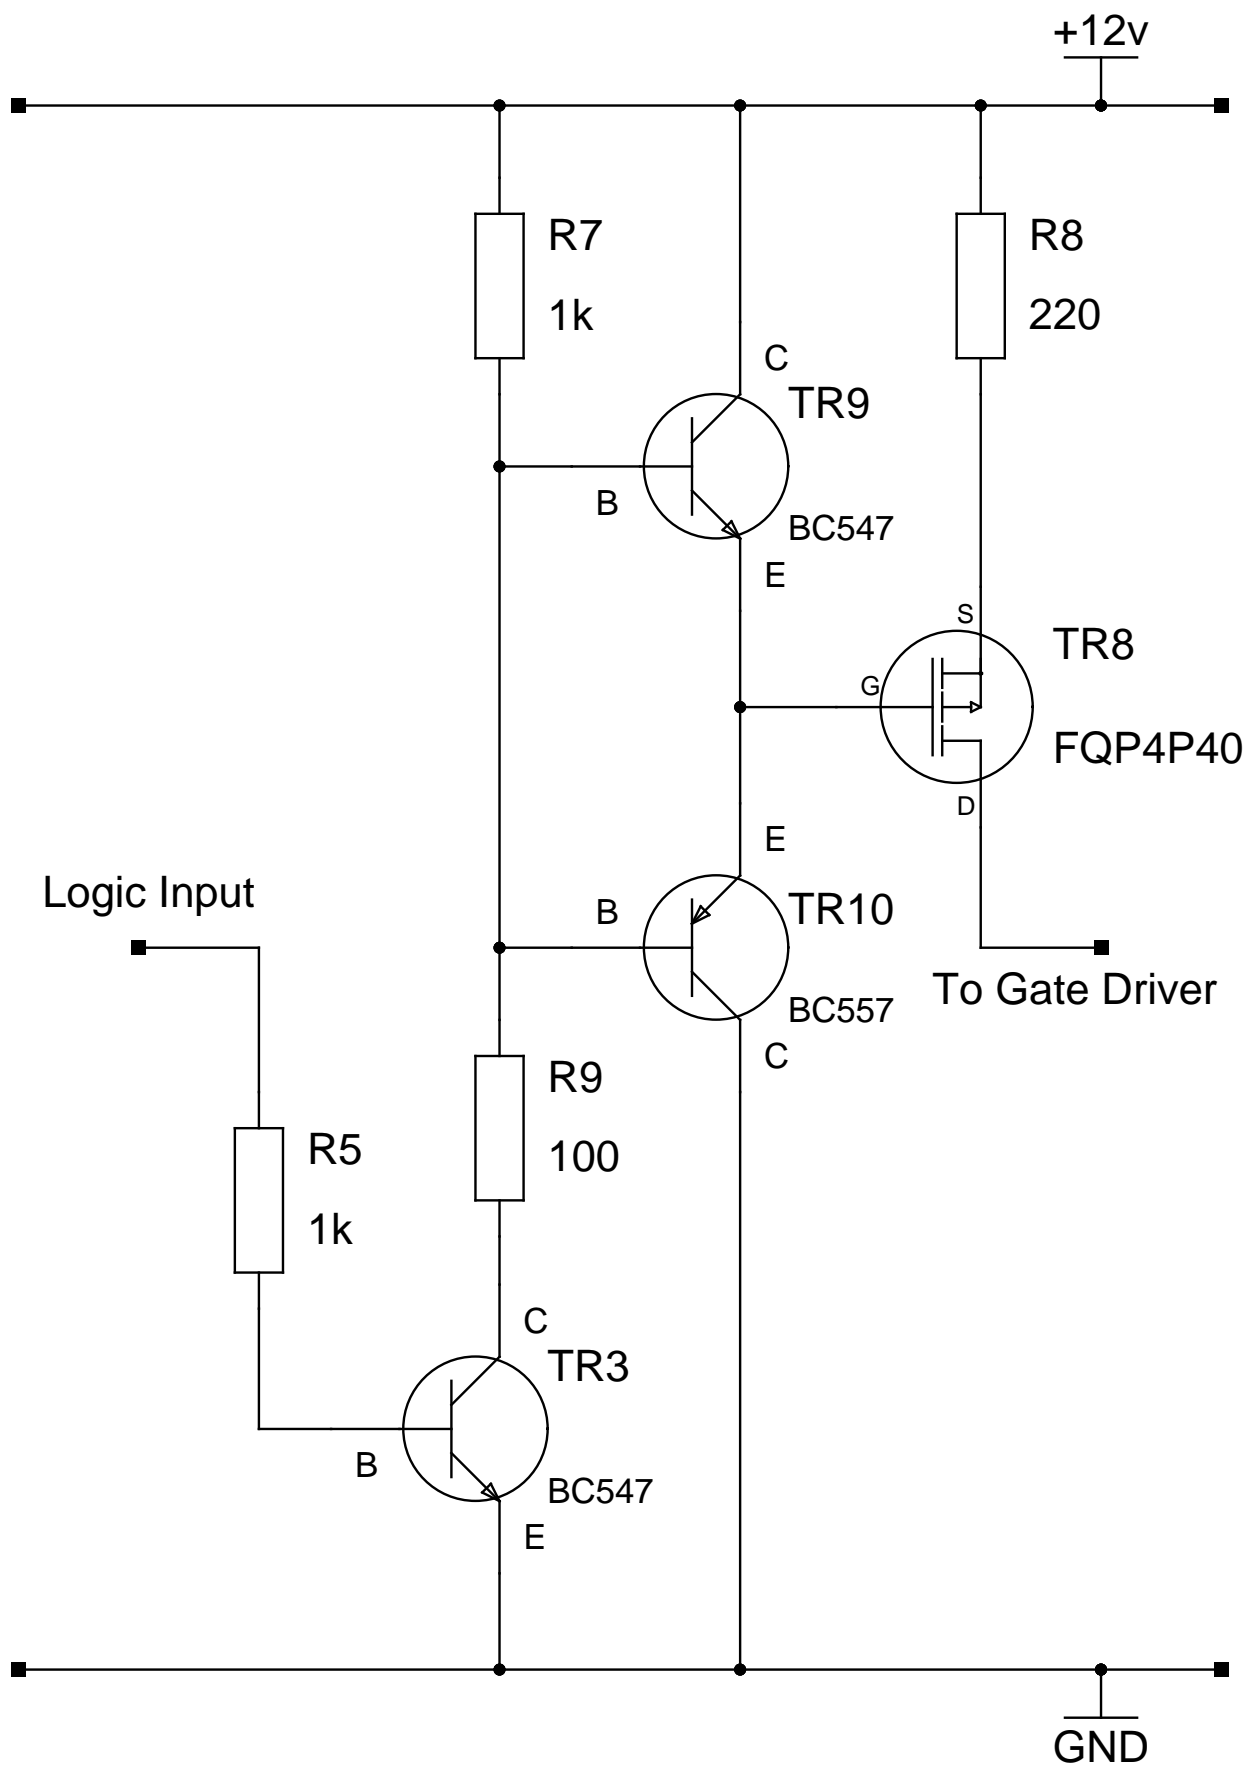 +12v
R7
1k
R8
220
C
TR9
B
BC547
E
S
TR8
G
FQP4P40
D
E
Logic Input
B
TR10
To Gate Driver
BC557
C
R9
100
R5
1k
C
TR3
B
BC547
E
GND